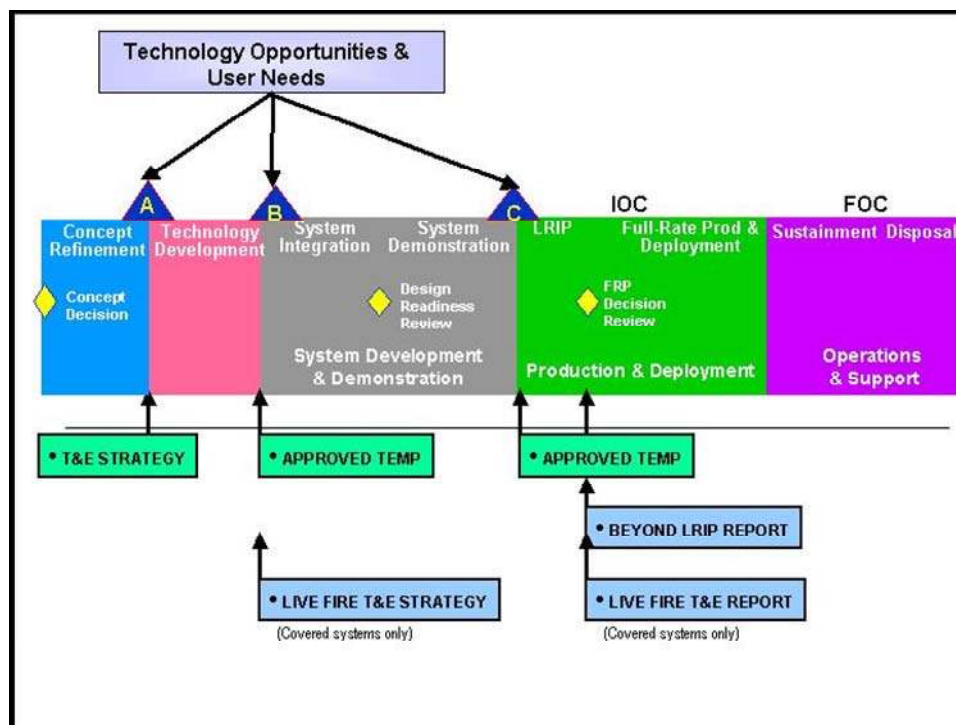 Technology Opportunities &
User Needs
A
B
C
IOC
FOC
Concept
Refinement
Technology
Development
System
Integration
System
Demonstration
LRIP
Full-Rate Prod &
Deployment
Sustainment Disposal
Concept
Decision
Design
Readiness
Review
FRP
Decision
Review
System Development
& Demonstration
Production & Deployment
Operations
& Support
• T&E STRATEGY
• APPROVED TEMP
• APPROVED TEMP
• BEYOND LRIP REPORT
• LIVE FIRE T&E STRATEGY
(Covered systems only)
• LIVE FIRE T&E REPORT
(Covered systems only)